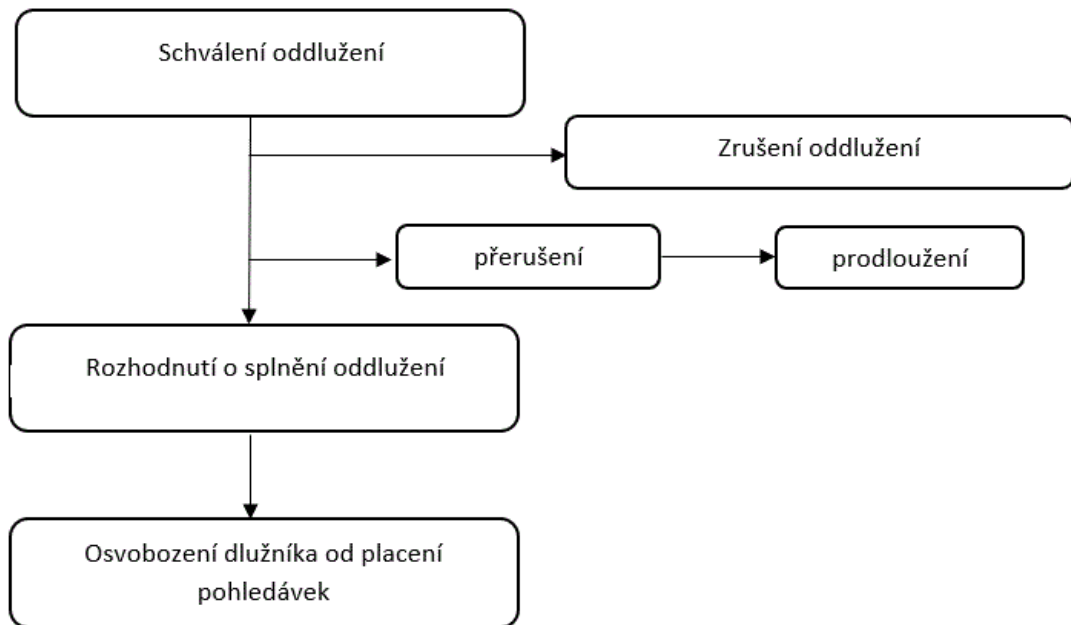 Schválení oddlužení
Zrušení oddlužení
přerušení
prodloužení
Rozhodnutí o splnění oddlužení
Osvobození dlužníka od placení
pohledávek